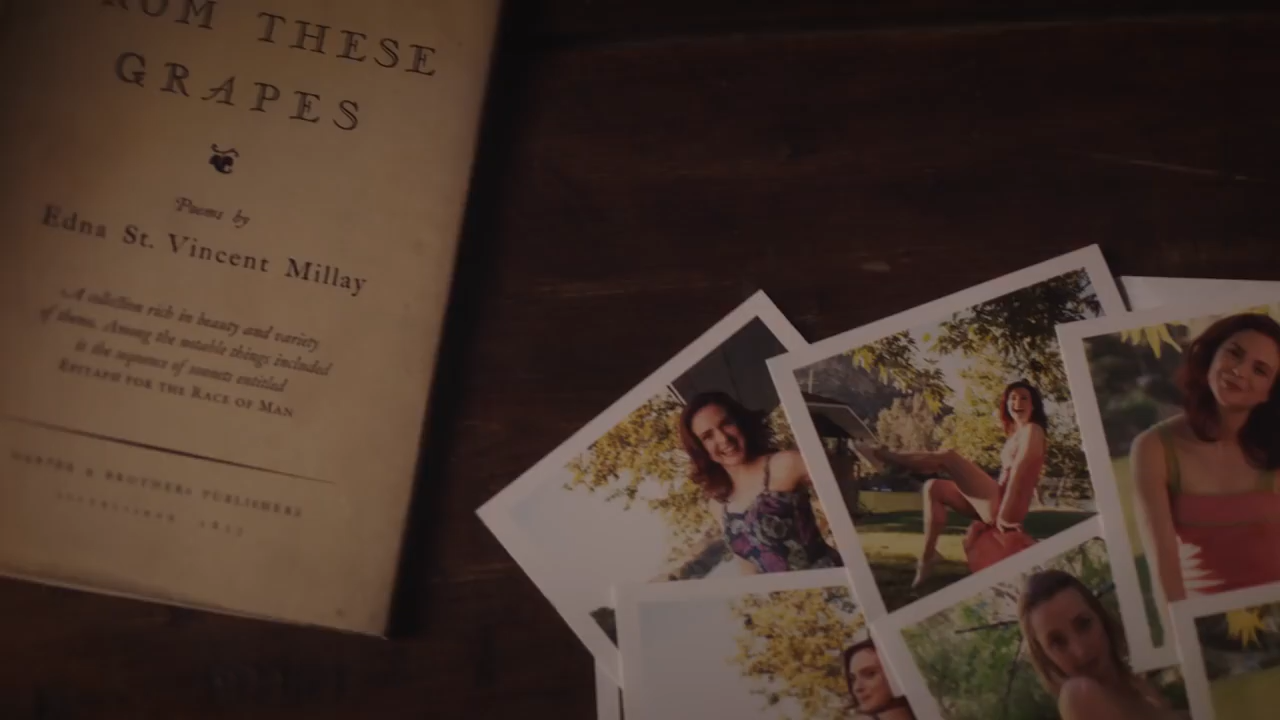 THESE
GRAPES
Poems by
Edna St. Vincent Millay
A collection rich in beauty and variety
of theme. Among the notable things included
is the sequence of sonnets entitled
EPITAPH FOR THE RACE OF MAN
HARPER & BROTHERS PUBLISHERS